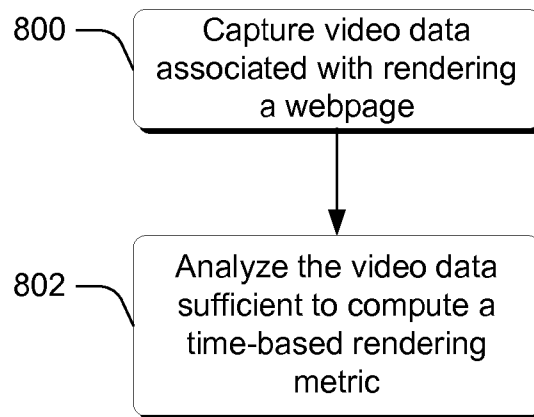 800
Capture video data
associated with rendering
a webpage
802
Analyze the video data
sufficient to compute a
time-based rendering
metric